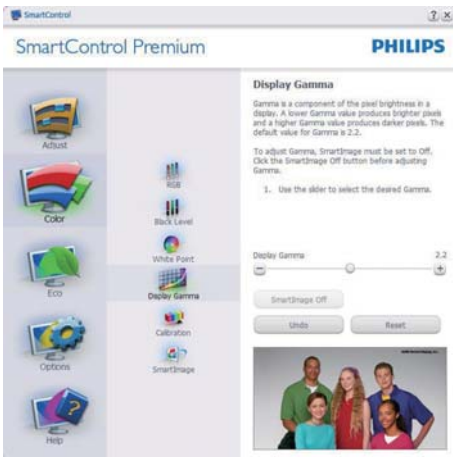 SmartControl
SmartControl Premium
PHILIPS
Adjust
Color
Eco
Options
Help
RGB
Black Level
White Point
Display Gamma
Calibration
SmartImage
Display Gamma
Gamma is a component of the pixel brightness in a
display. A lower Gamma value produces brighter pixels
and a higher Gamma value produces darker pixels. The
default value for Gamma is 2.2.
To adjust Gamma, SmartImage must be set to Off.
Click the SmartImage Off button before adjusting
Gamma.
1. Use the slider to select the desired Gamma.
Display Gamma 2.2
SmartImage Off
Undo Reset